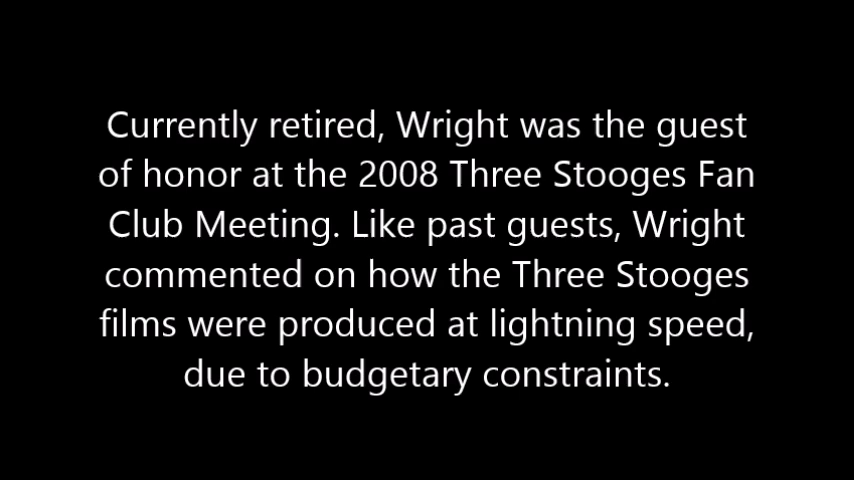 Currently retired, Wright was the guest
of honor at the 2008 Three Stooges Fan
Club Meeting. Like past guests, Wright
commented on how the Three Stooges
films were produced at lightning speed,
due to budgetary constraints.